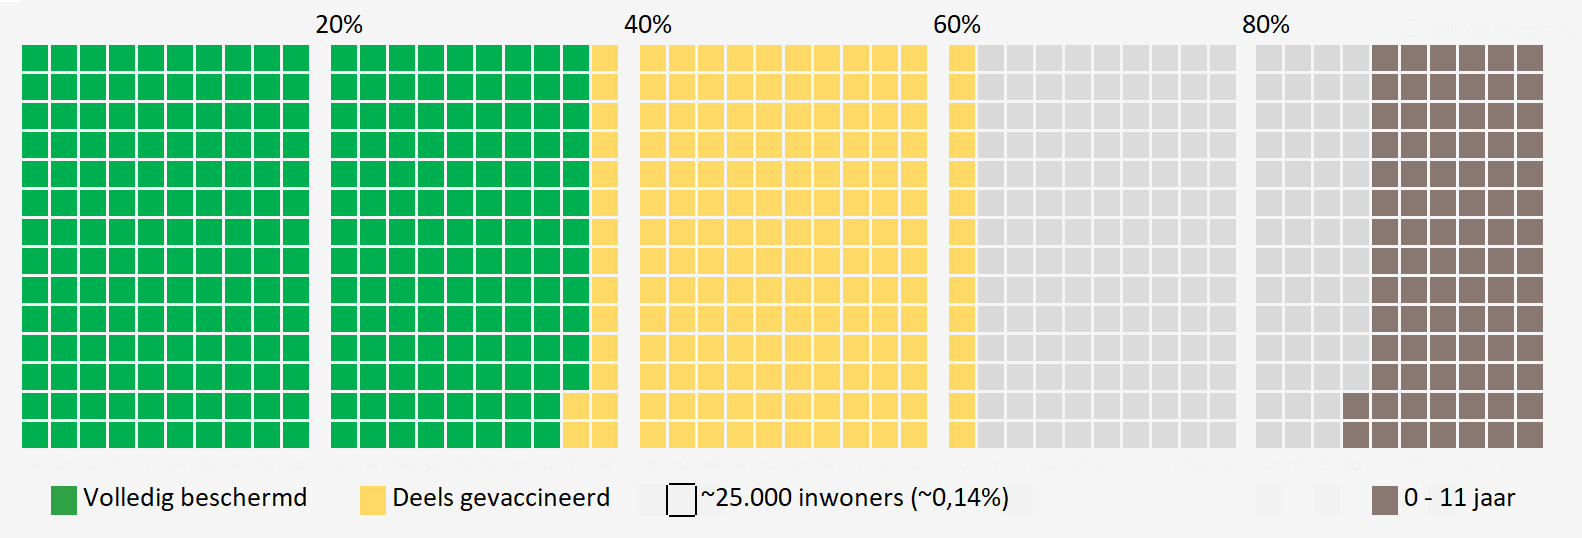 20% 40% 60% 80%
Volledig beschermd Deels gevaccineerd ~25.000 inwoners (~0,14%) 0 - 11 jaar